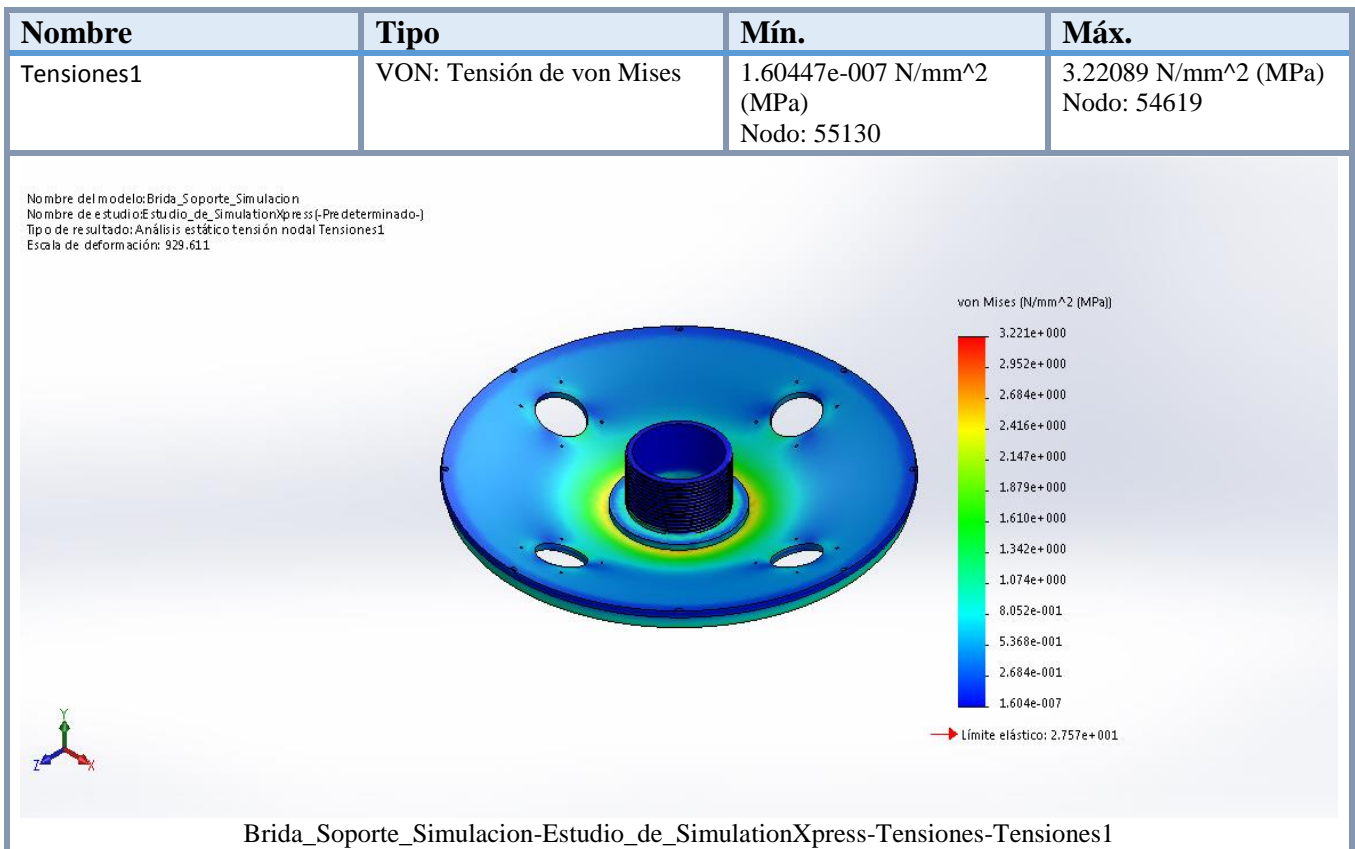 Nombre Tipo Mín. Máx.
Tensiones1 VON: Tensión de von Mises 1.60447e-007 N/mm^2 3.22089 N/mm^2 (MPa)
(MPa) Nodo: 54619
Nodo: 55130
Nombre del modelo:Brida_Soporte_Simulacion
Nombre de estudio:Estudio_de_SimulationXpress(-Predeterminado-)
Tipo de resultado: Análisis estático tensión nodal Tensiones1
Escala de deformación: 929.611
von Mises (N/mm^2 (MPa))
3.221e+000
2.952e+000
2.684e+000
2.416e+000
2.147e+000
1.879e+000
1.610e+000
1.342e+000
1.074e+000
8.052e-001
5.368e-001
2.684e-001
1.604e-007
Límite elástico: 2.757e+001
Y
Z X
Brida_Soporte_Simulacion-Estudio_de_SimulationXpress-Tensiones-Tensiones1